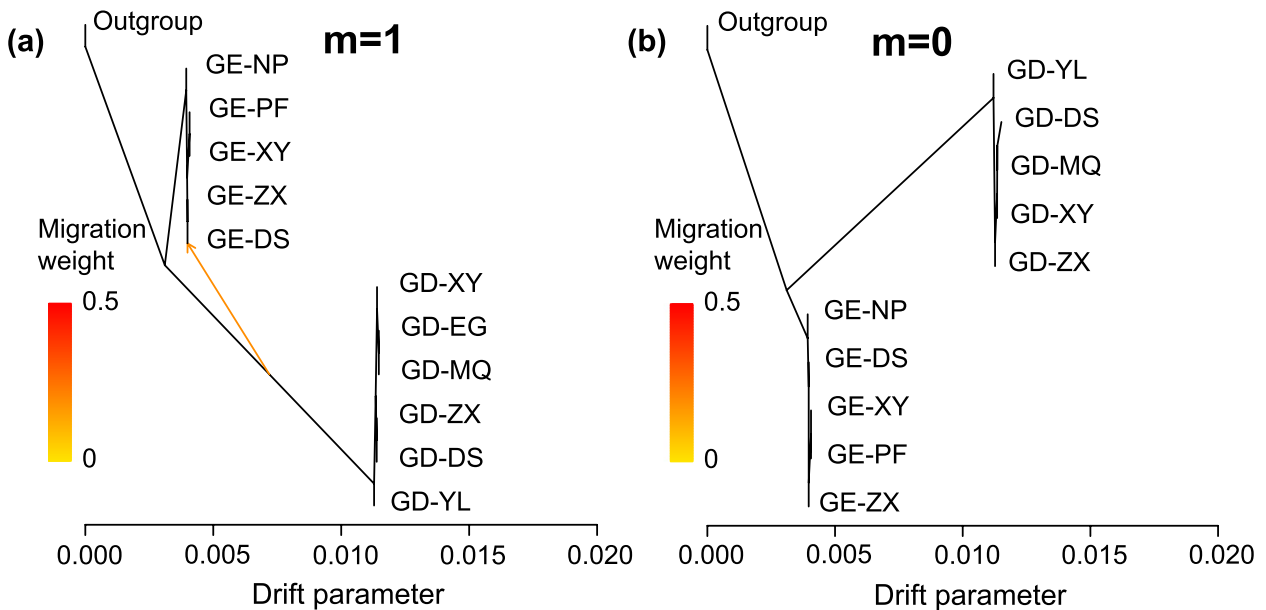 (a)
Outgroup
m=1
GE-NP
GE-PF
GE-XY
GE-ZX
GE-DS
Migration
weight
0.5
0
GD-XY
GD-EG
GD-MQ
GD-ZX
GD-DS
GD-YL
0.000 0.005 0.010 0.015 0.020
Drift parameter
(b)
Outgroup
m=0
GD-YL
GD-DS
GD-MQ
GD-XY
GD-ZX
Migration
weight
0.5
0
GE-NP
GE-DS
GE-XY
GE-PF
GE-ZX
0.000 0.005 0.010 0.015 0.020
Drift parameter